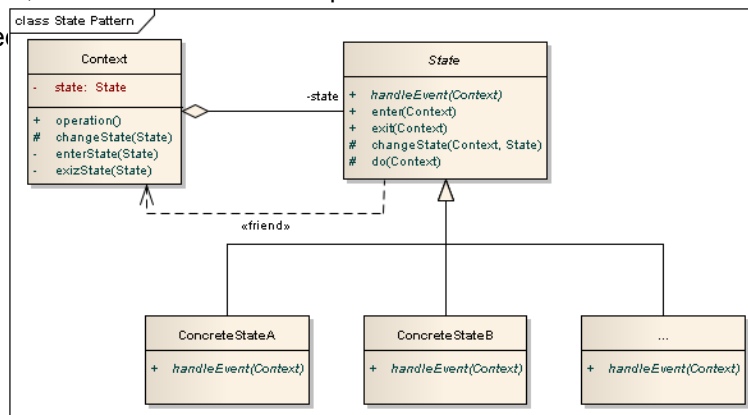 class State Pattern
Context
- state: State
+ operation()
# changeState(State)
- enterState(State)
- exizState(State)
-state
State
+ handleEvent(Context)
+ enter(Context)
+ exit(Context)
# changeState(Context, State)
# do(Context)
«friend»
ConcreteStateA
+ handleEvent(Context)
ConcreteStateB
+ handleEvent(Context)
...
+ handleEvent(Context)